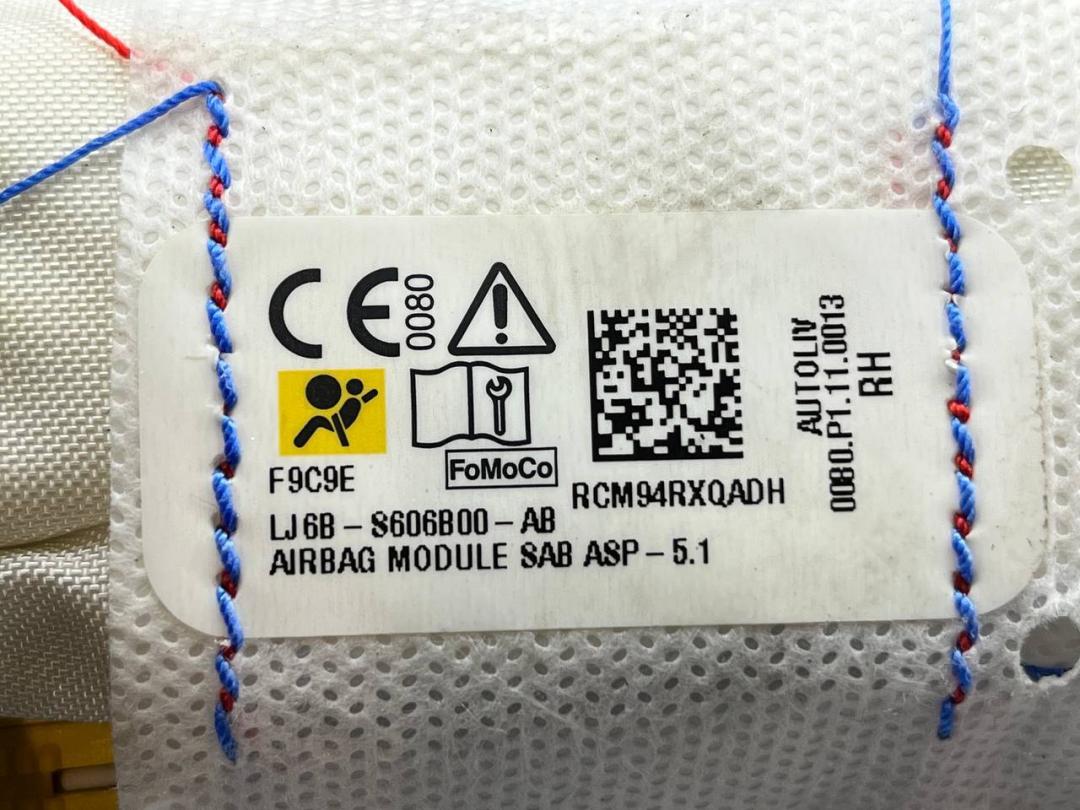 CE 0080
F9C9E
FoMoCo
RCM94RXQADH
LJ6B-S606B00-AB
AIRBAG MODULE SAB ASP-5.1
AUTOLIV
0080.P1.11.0013
RH